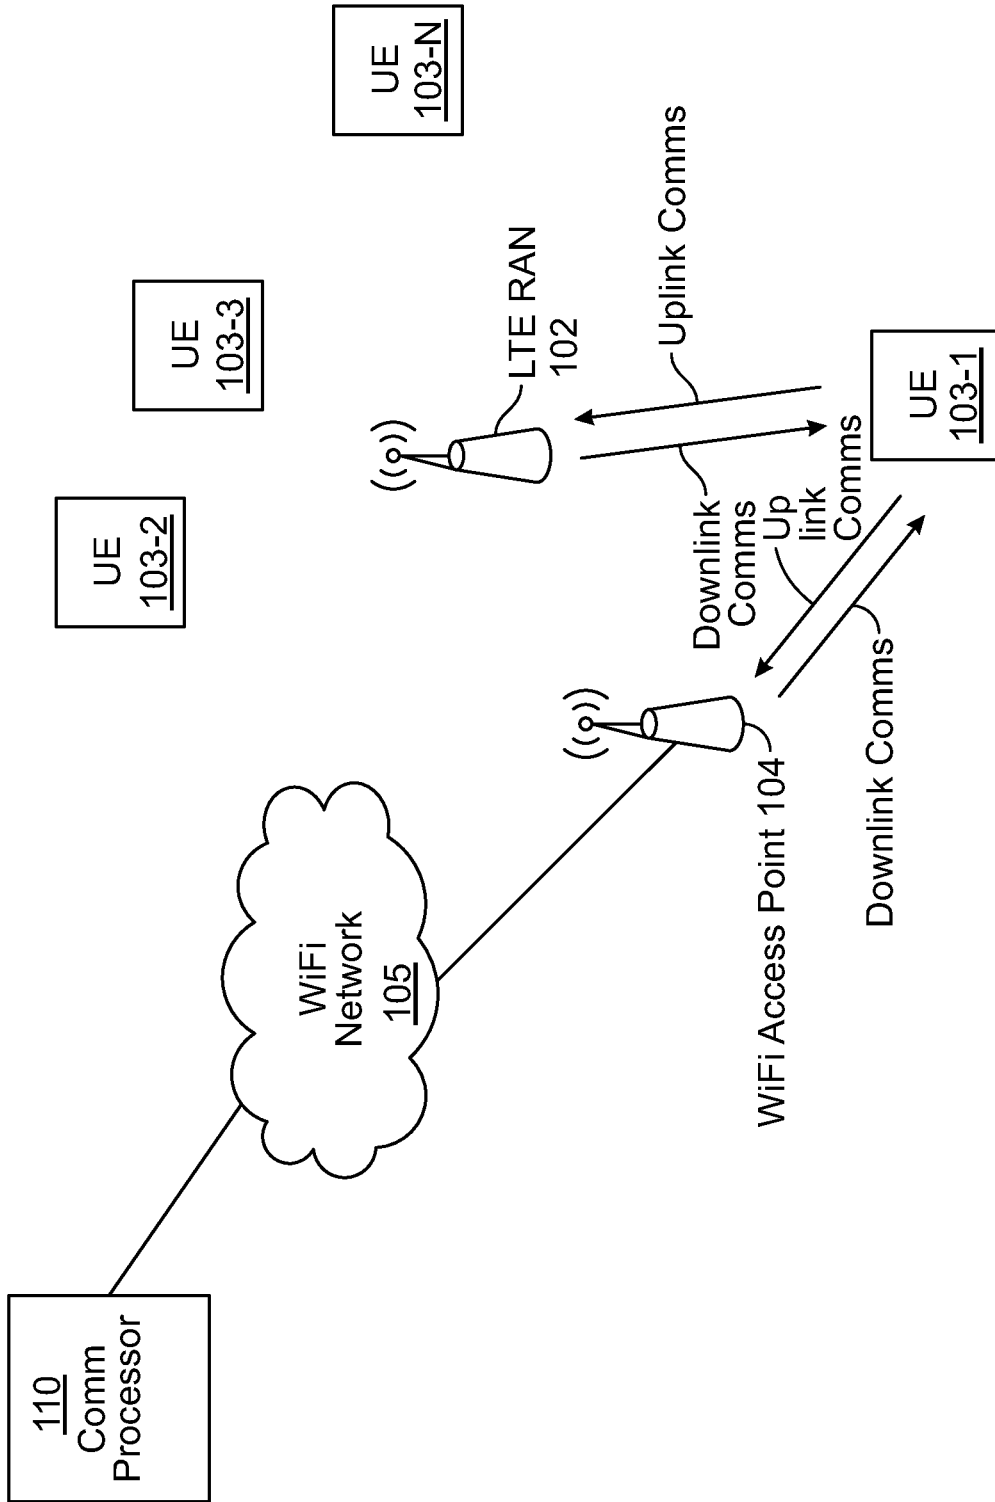 110
Comm
Processor
WiFi
Network
105
UE
103-2
UE
103-3
UE
103-N
LTE RAN
102
WiFi Access Point 104
Downlink
Comms
Uplink Comms
Up
link
Comms
Downlink Comms
UE
103-1